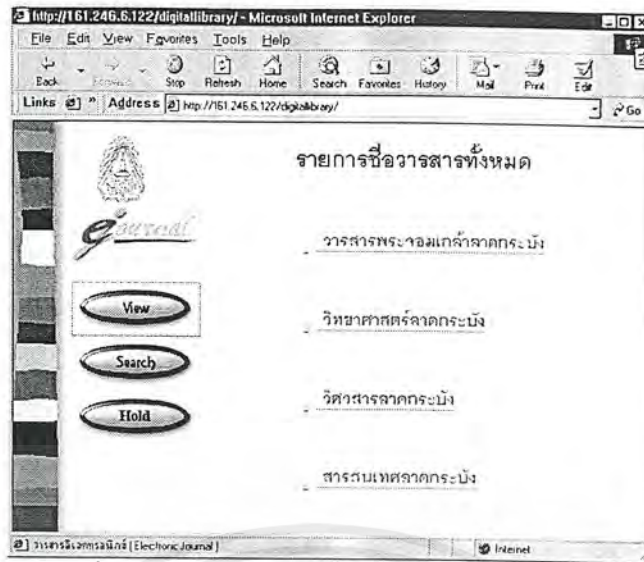 http://161.246.6.122/digitallibrary/ - Microsoft Internet Explorer
File Edit View Favorites Tools Help
Back Forward Stop Refresh Home Search Favorites History Mail Print Edit
Links » Address http://161.246.6.122/digitallibrary/ Go
รายการชื่อวารสารทั้งหมด
ejournal
วารสารพระจอมเกล้าลาดกระบัง
View
วิทยาศาสตร์ลาดกระบัง
Search
วิศวสารลาดกระบัง
Hold
สารสนเทศลาดกระบัง
วารสารอิเลคทรอนิกส์ [Electronic Journal] Internet